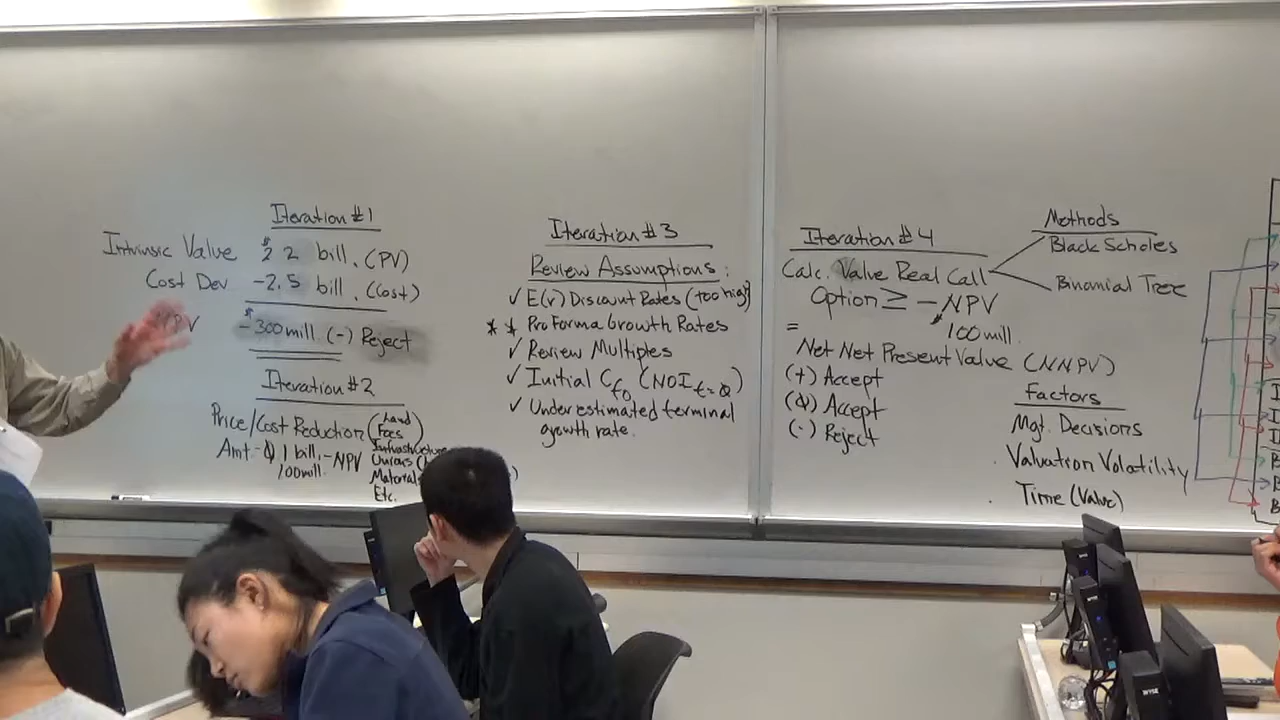 Iteration #1
Intrinsic Value $2.2 bill. (PV)
Cost Dev -2.5 bill. (Cost)
NPV -$300 mill (-) Reject
Iteration #2
Price/Cost Reduction (Land
Fees
Infrastructure
Unions
Materials
Etc.
Amt. 1 bill. -NPV
100 mill.
Iteration #3
Review Assumptions:
✓ E(r) Discount Rates (too high)
* * Pro Forma Growth Rates
✓ Review Multiples
✓ Initial Cf0 (NOI t=0)
✓ Underestimated terminal
growth rate.
Iteration #4
Calc. Value Real Call
Option ≥ -NPV
100 mill.
=
Net Net Present Value (NNPV)
(+) Accept
(0) Accept
(-) Reject
Methods
Black Scholes
Binomial Tree
Factors
Mgt. Decisions
Valuation Volatility
Time (Value)